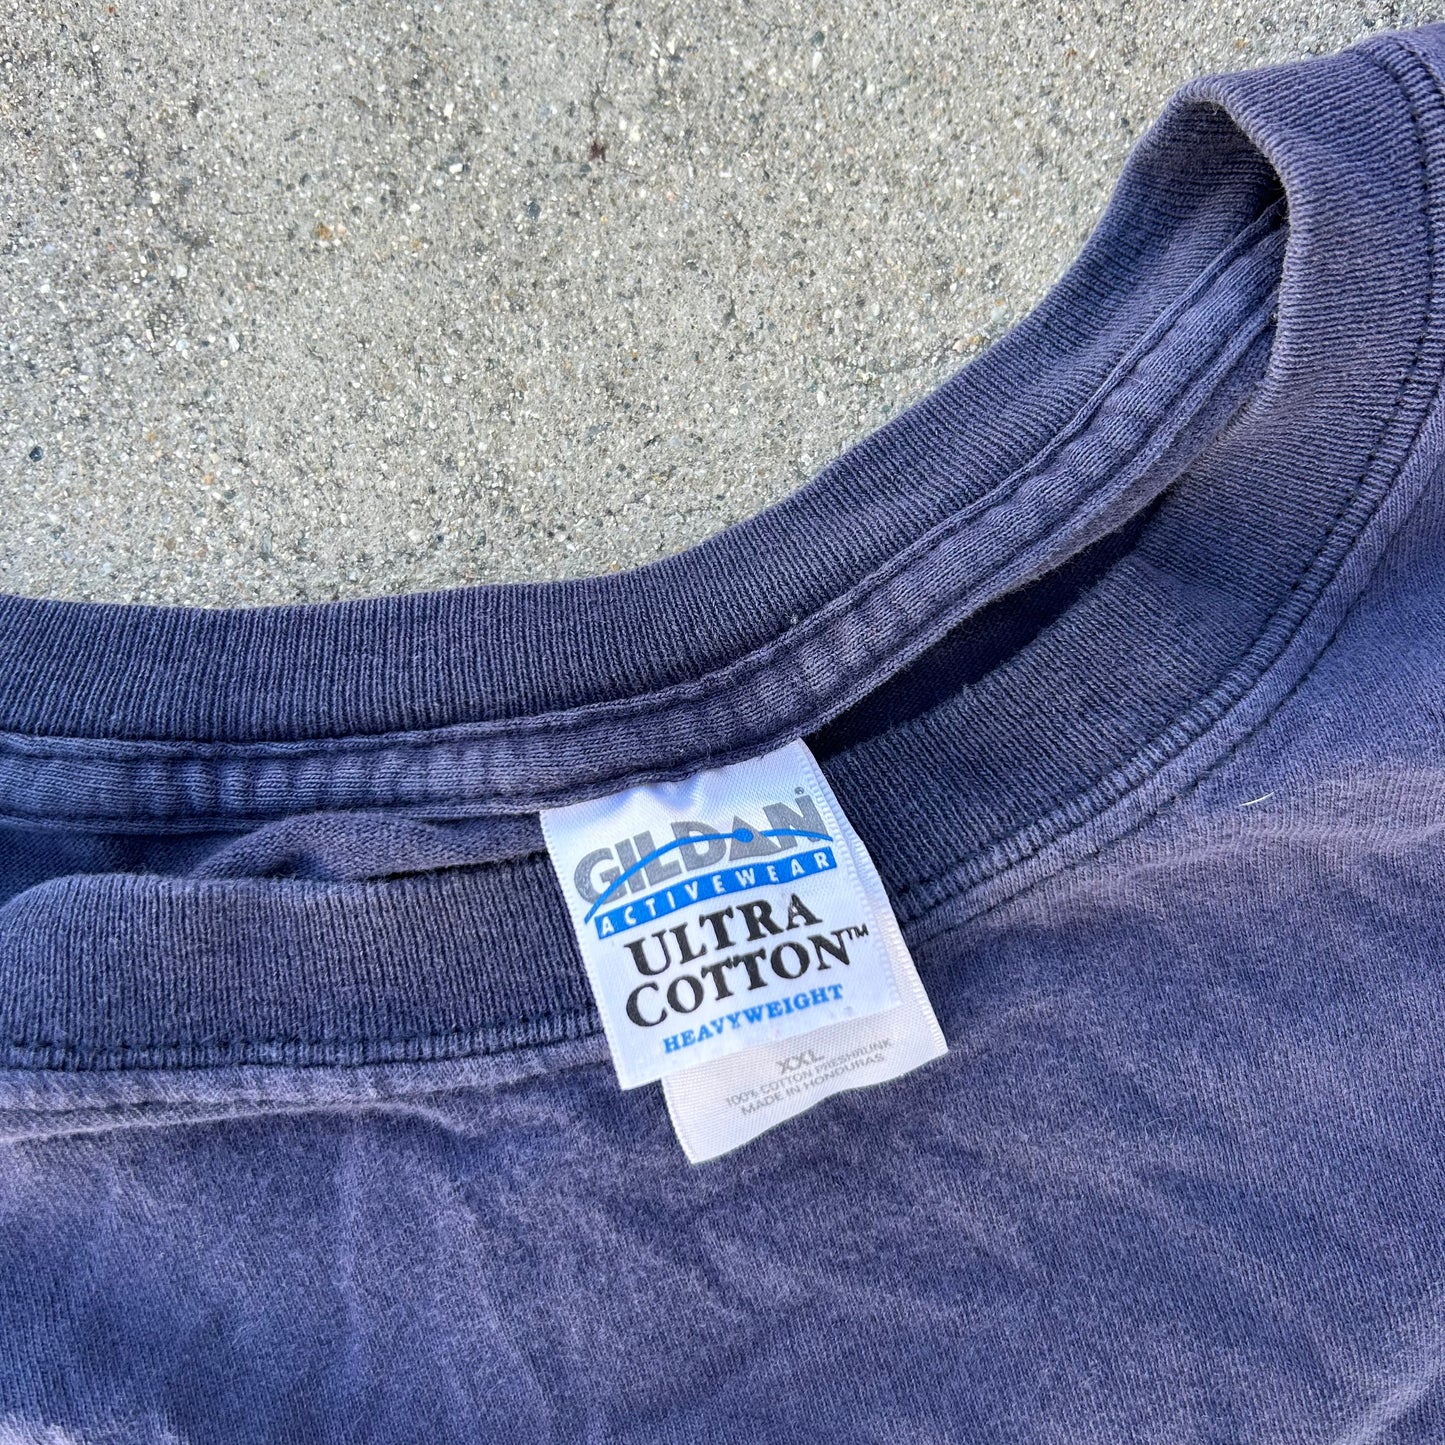 GILDAN®
ACTIVEWEAR
ULTRA
COTTON™
HEAVYWEIGHT
XXL
100% COTTON PRESHRUNK
MADE IN HONDURAS